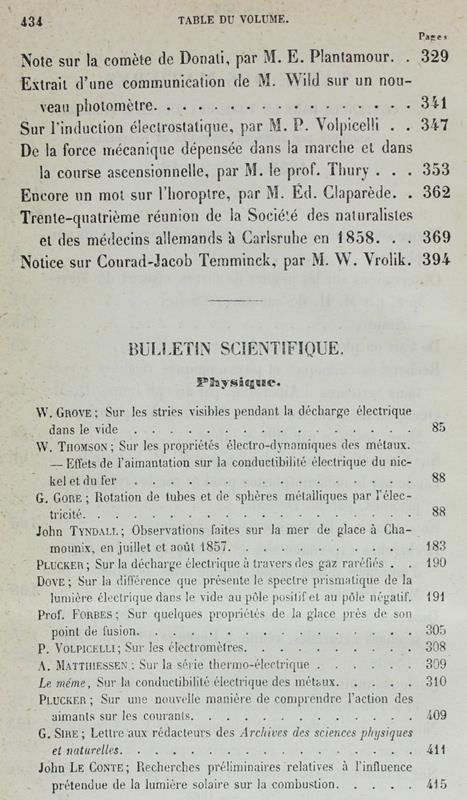 434 TABLE DU VOLUME.
Pages
Note sur la comète de Donati, par M. E. Plantamour. . 329
Extrait d'une communication de M. Wild sur un nou-
veau photomètre. . . . . . . . . . . . . . . . 341
Sur l'induction électrostatique, par M. P. Volpicelli . . 347
De la force mécanique dépensée dans la marche et dans
la course ascensionnelle, par M. le prof. Thury . . . 353
Encore un mot sur l'horoptre, par M. Éd. Claparède. . 362
Trente-quatrième réunion de la Société des naturalistes
et des médecins allemands à Carlsruhe en 1858. . . 369
Notice sur Conrad-Jacob Temminck, par M. W. Vrolik. 394
BULLETIN SCIENTIFIQUE.
Physique.
W. GROVE; Sur les stries visibles pendant la décharge électrique
dans le vide . . . . . . . . . . . . . . . 85
W. THOMSON; Sur les propriétés électro-dynamiques des métaux.
— Effets de l'aimantation sur la conductibilité électrique du nic-
kel et du fer . . . . . . . . . . . . . . . 88
G. GORE; Rotation de tubes et de sphères métalliques par l'élec-
tricité. . . . . . . . . . . . . . . . . . 88
John TYNDALL; Observations faites sur la mer de glace à Cha-
mounix, en juillet et août 1857. . . . . . . . . . . 183
PLUCKER; Sur la décharge électrique à travers des gaz raréfiés . . 190
DOVE; Sur la différence que présente le spectre prismatique de la
lumière électrique dans le vide au pôle positif et au pôle négatif. 191
Prof. FORBES; Sur quelques propriétés de la glace près de son
point de fusion. . . . . . . . . . . . . . . 305
P. VOLPICELLI; Sur les électromètres. . . . . . . . . 308
A. MATTHIESSEN; Sur la série thermo-électrique . . . . . . 309
Le même, Sur la conductibilité électrique des métaux. . . . . 310
PLUCKER; Sur une nouvelle manière de comprendre l'action des
aimants sur les courants. . . . . . . . . . . . 409
G. SIRE; Lettre aux rédacteurs des Archives des sciences physiques
et naturelles. . . . . . . . . . . . . . . . 411
John LE CONTE; Recherches préliminaires relatives à l'influence
prétendue de la lumière solaire sur la combustion. . . . . 415